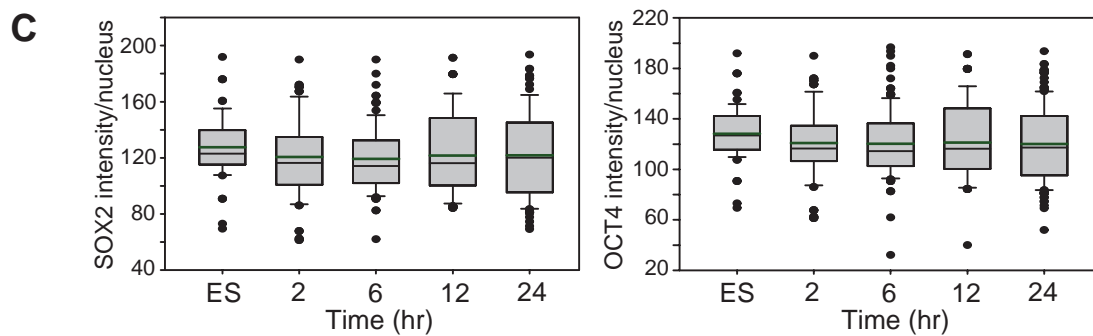 C
SOX2 intensity/nucleus
200
160
120
80
40
ES 2 6 12 24
Time (hr)
OCT4 intensity/nucleus
220
180
140
100
60
20
ES 2 6 12 24
Time (hr)